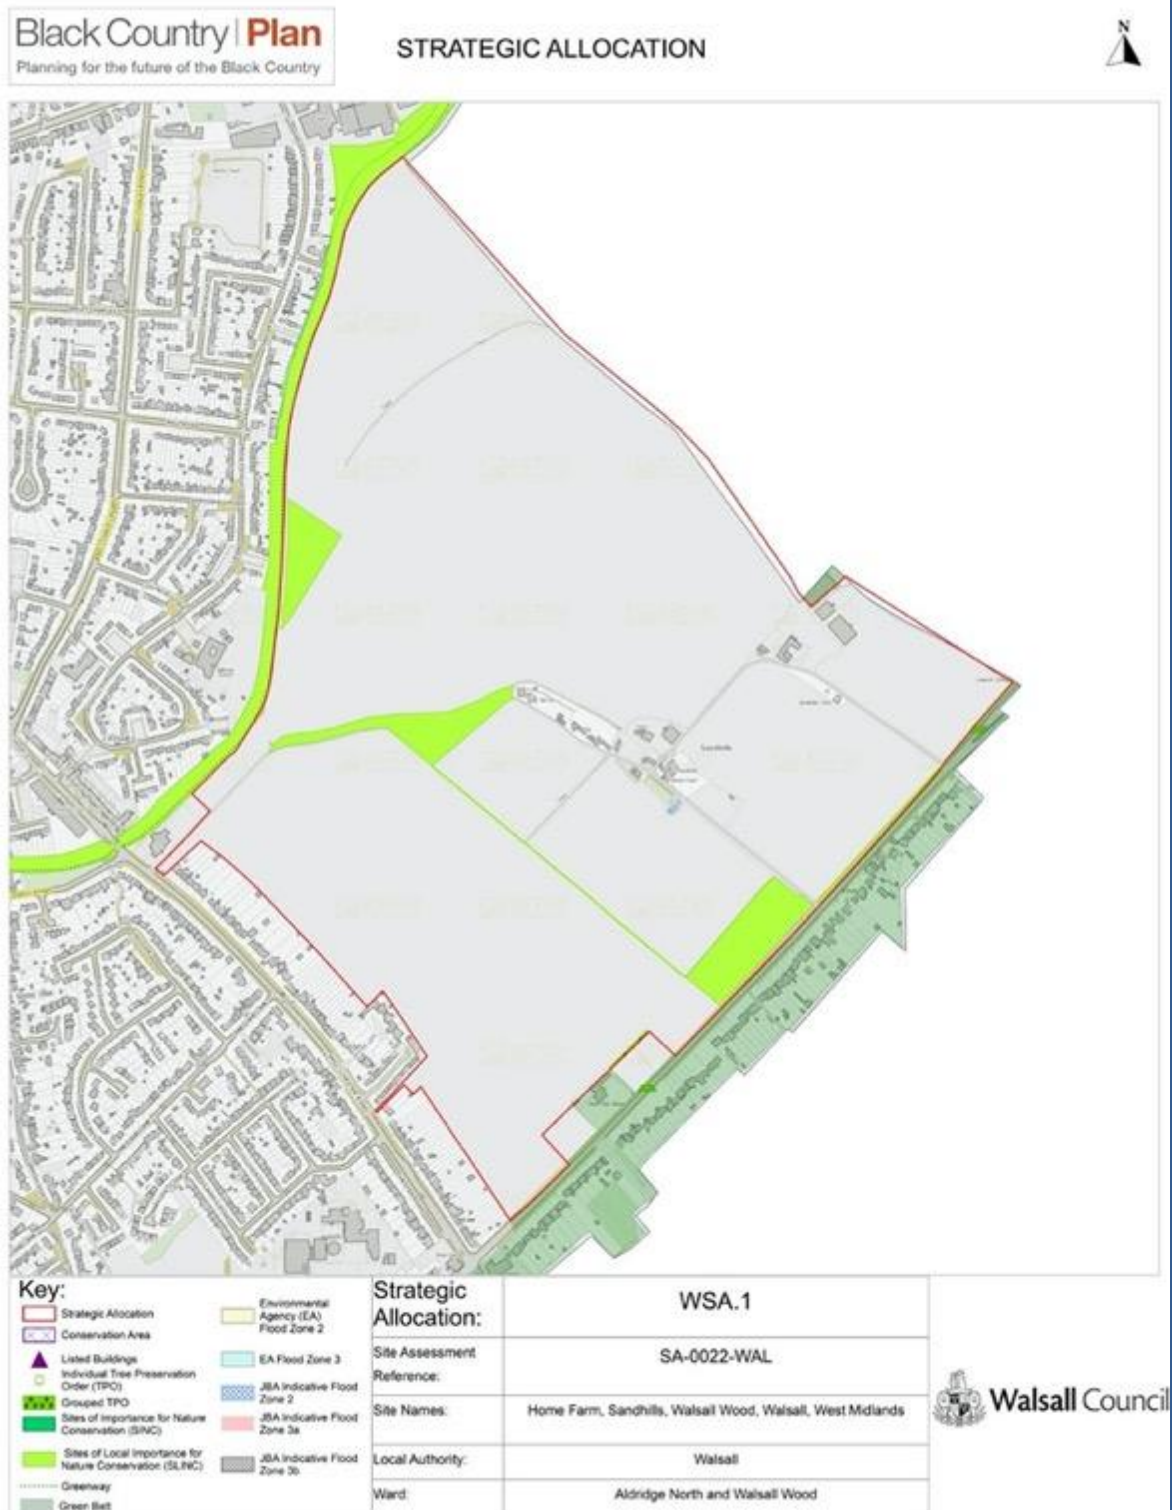 Black Country | Plan
Planning for the future of the Black Country
STRATEGIC ALLOCATION
N
Key:
Strategic Allocation
Conservation Area
Listed Buildings
Individual Tree Preservation
Order (TPO)
Grouped TPO
Sites of Importance for Nature
Conservation (SINC)
Sites of Local Importance for
Nature Conservation (SLINC)
Greenway
Green Belt
Environmental
Agency (EA)
Flood Zone 2
EA Flood Zone 3
JBA Indicative Flood
Zone 2
JBA Indicative Flood
Zone 3a
JBA Indicative Flood
Zone 3b
Strategic
Allocation:
WSA.1
Site Assessment
Reference:
SA-0022-WAL
Site Names:
Home Farm, Sandhills, Walsall Wood, Walsall, West Midlands
Local Authority:
Walsall
Ward:
Aldridge North and Walsall Wood
Walsall Council